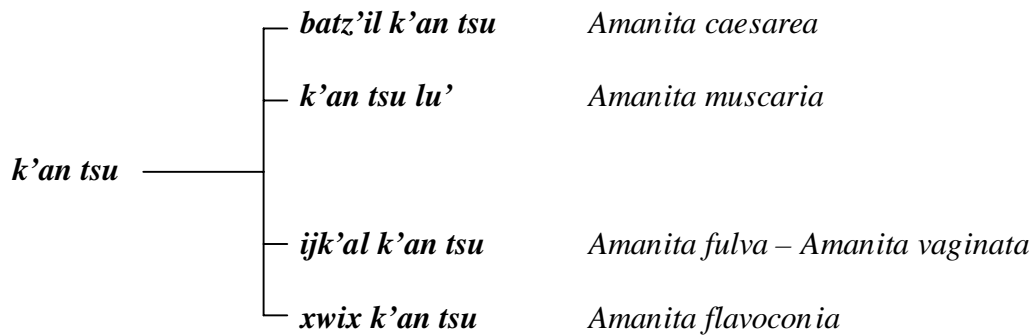 batz’il k’an tsu Amanita caesarea
k’an tsu lu’ Amanita muscaria
k’an tsu
ijk’al k’an tsu Amanita fulva – Amanita vaginata
xwix k’an tsu Amanita flavoconia